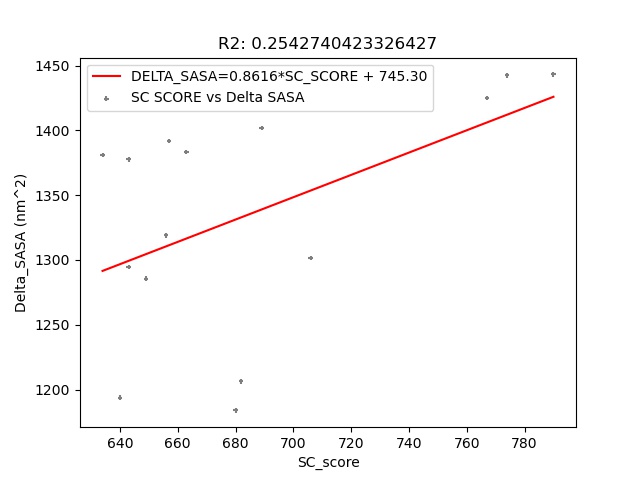 R2: 0.2542740423326427
DELTA_SASA=0.8616*SC_SCORE + 745.30
SC SCORE vs Delta SASA
1450
1400
1350
1300
1250
1200
Delta_SASA (nm^2)
640 660 680 700 720 740 760 780
SC_score